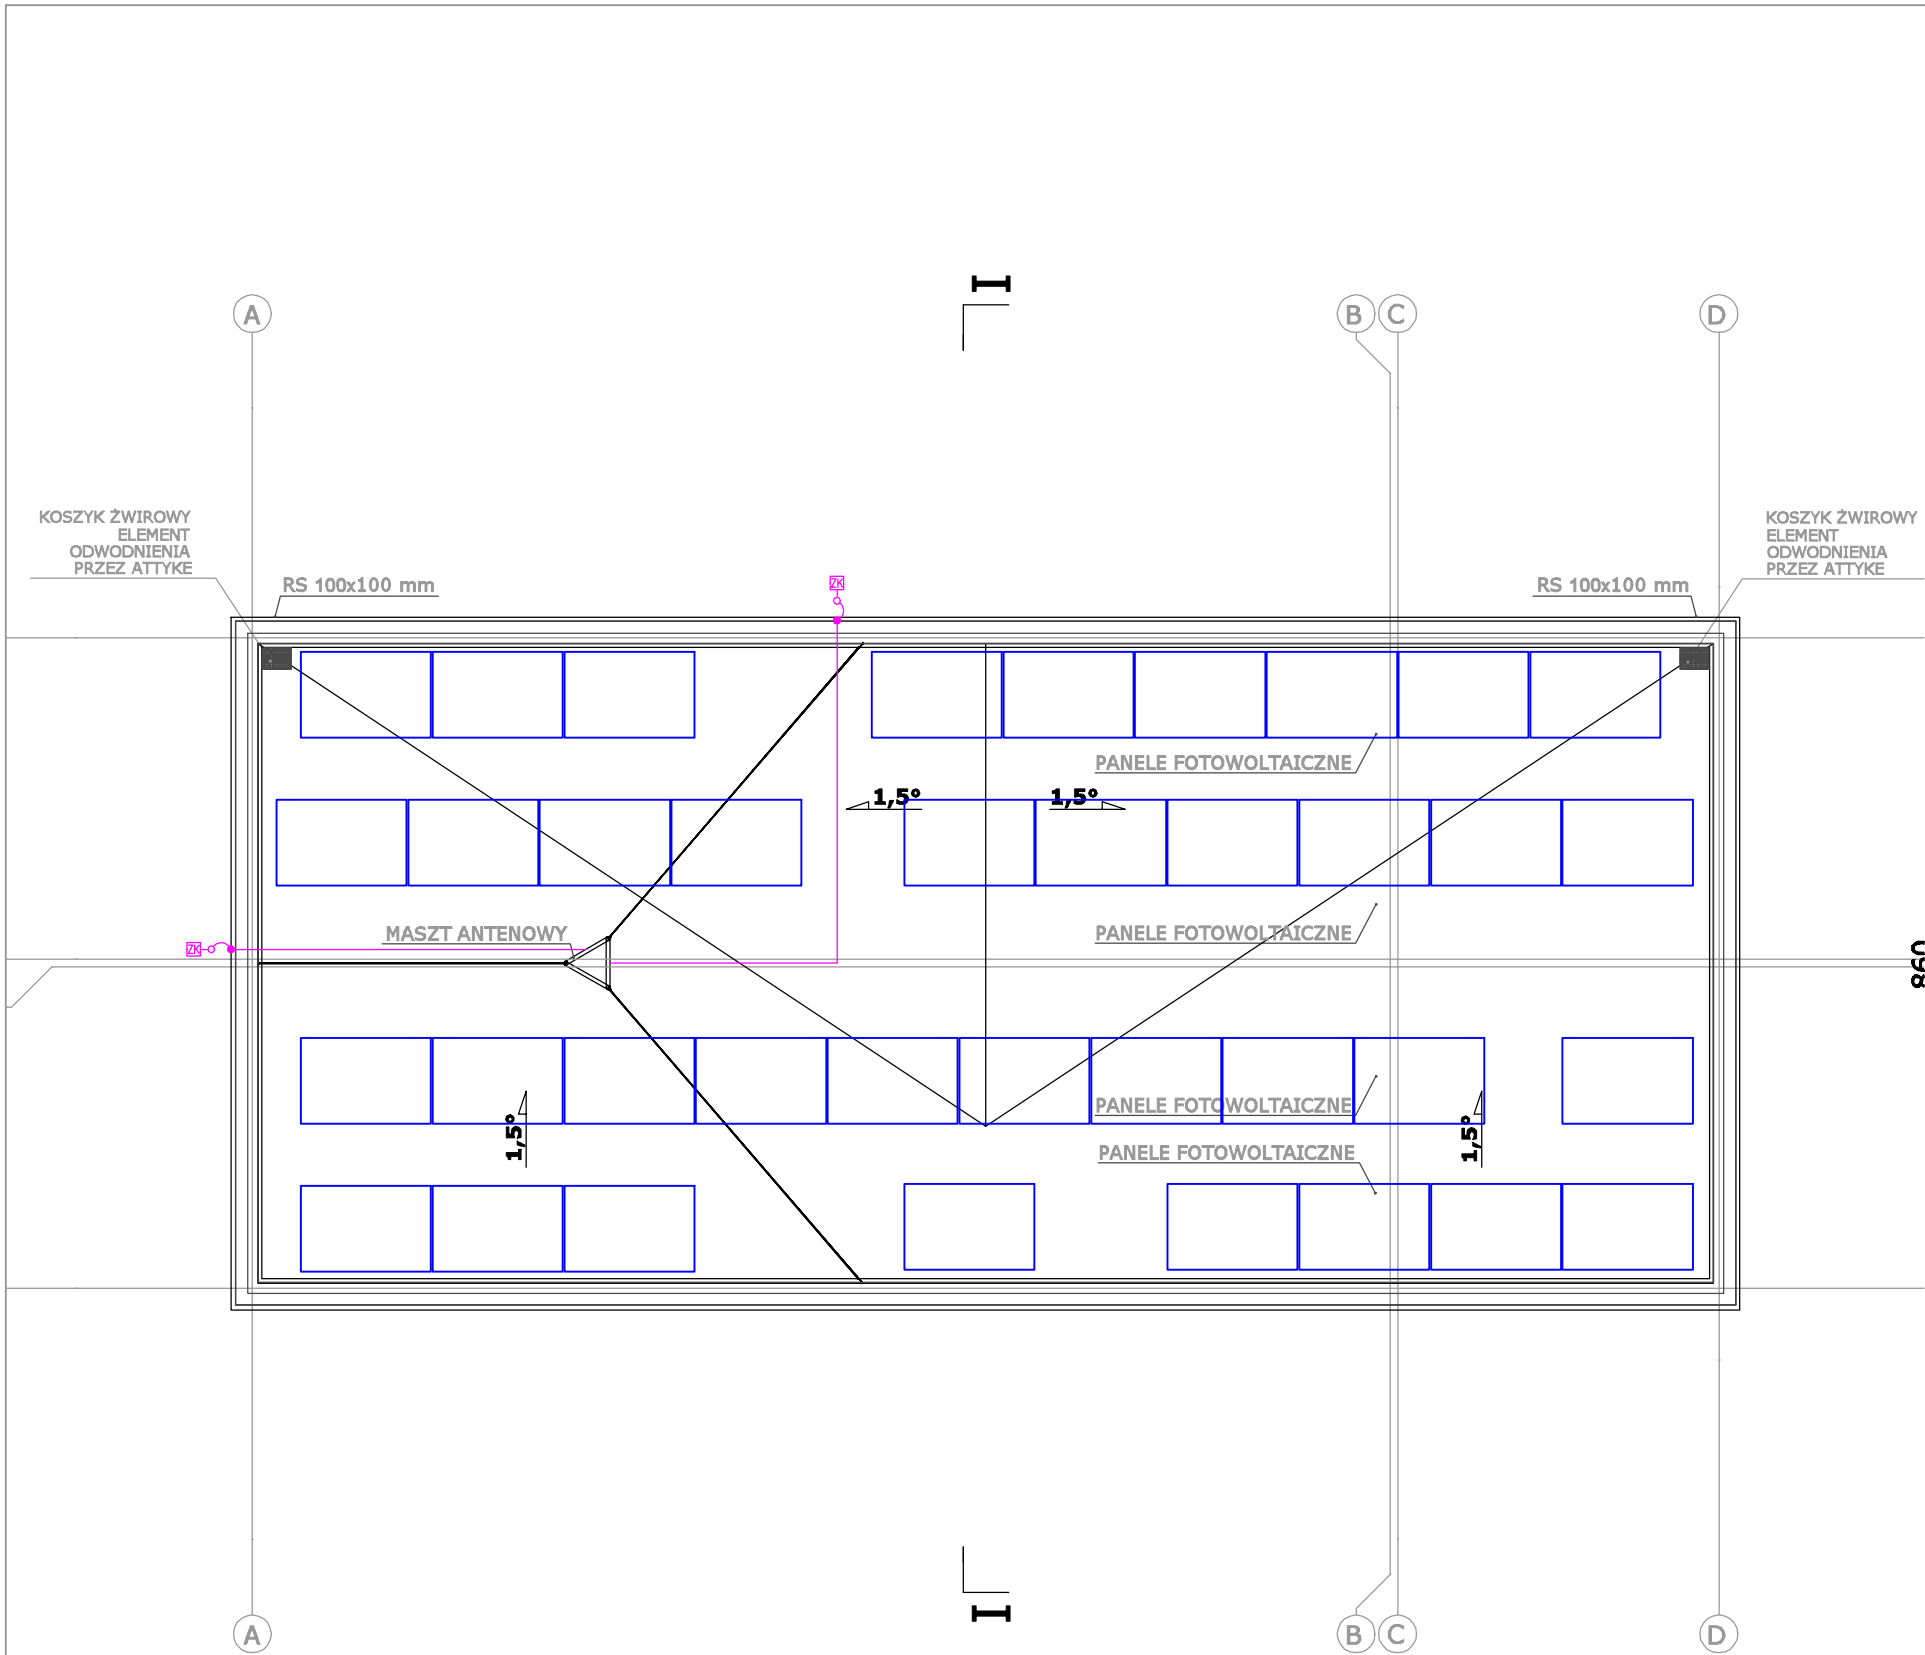 I
A
B
C
D
KOSZYK ŻWIROWY
ELEMENT
ODWODNIENIA
PRZEZ ATTYKE
KOSZYK ŻWIROWY
ELEMENT
ODWODNIENIA
PRZEZ ATTYKE
RS 100x100 mm
ZK
RS 100x100 mm
PANELE FOTOWOLTAICZNE
1,5°
1,5°
MASZT ANTENOWY
PANELE FOTOWOLTAICZNE
ZK
860
PANELE FOTOWOLTAICZNE
1,5°
1,5°
PANELE FOTOWOLTAICZNE
I
A
B
C
D